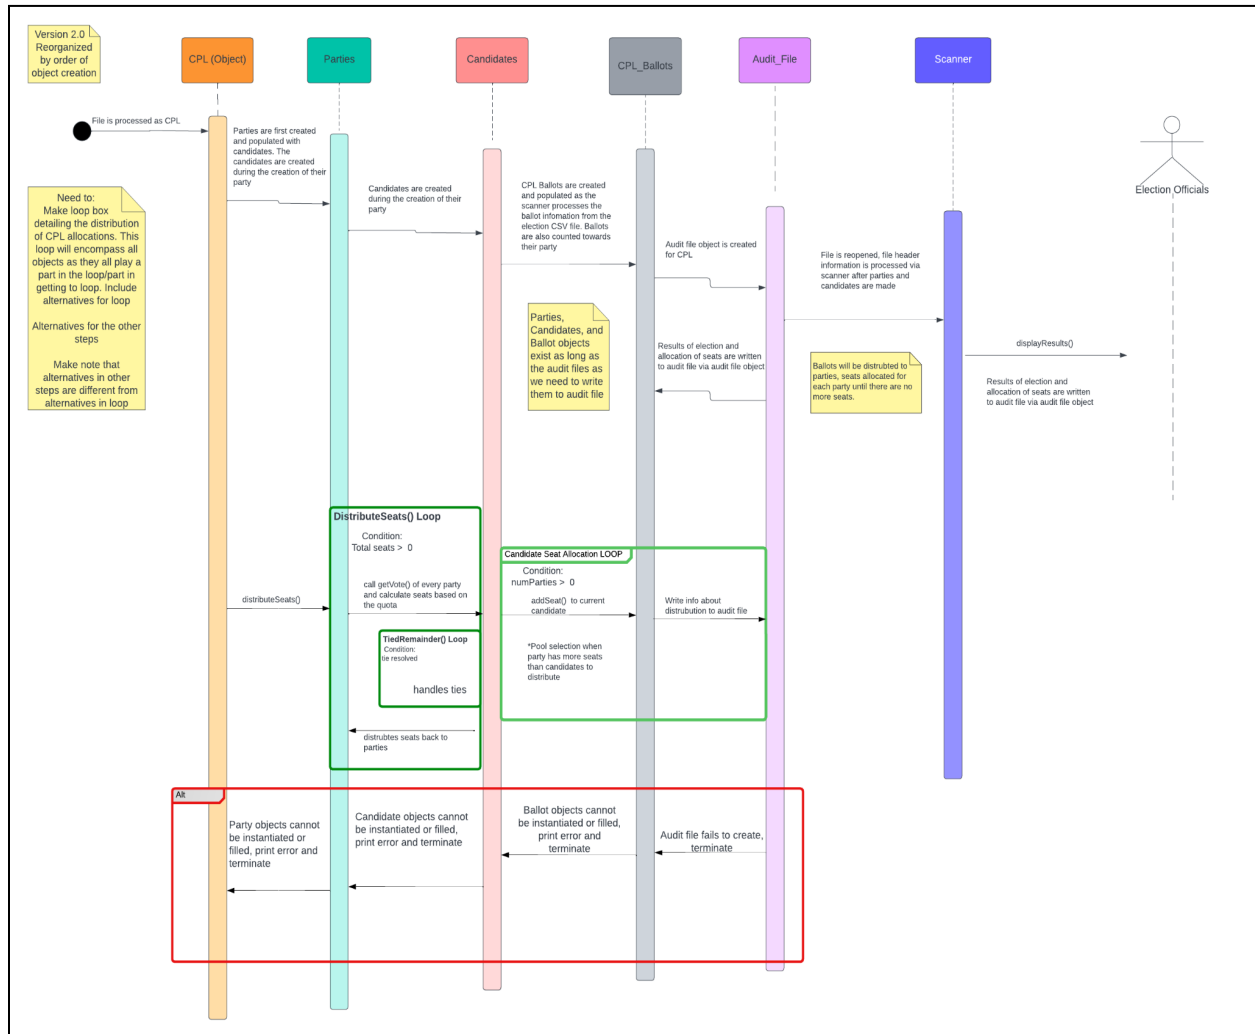 Version 2.0
Reorganized
by order of
object creation
CPL (Object)
Parties
Candidates
CPL_Ballots
Audit_File
Scanner
File is processed as CPL
Parties are first created
and populated with
candidates. The
candidates are created
during the creation of their
party
Candidates are created
during the creation of their
party
CPL Ballots are created
and populated as the
scanner processes the
ballot infomation from the
election CSV file. Ballots
are also counted towards
their party
Audit file object is created
for CPL
File is reopened, file header
information is processed via
scanner after parties and
candidates are made
Election Officials
Need to:
Make loop box
detailing the distribution
of CPL allocations. This
loop will encompass all
objects as they all play a
part in the loop/part in
getting to loop. Include
alternatives for loop
Alternatives for the other
steps
Make note that
alternatives in other
steps are different from
alternatives in loop
Parties,
Candidates, and
Ballot objects
exist as long as
the audit files as
we need to write
them to audit file
Results of election and
allocation of seats are written
to audit file via audit file object
Ballots will be distrubted to
parties, seats allocated for
each party until there are no
more seats.
displayResults()
Results of election and
allocation of seats are written
to audit file via audit file object
DistributeSeats() Loop
Condition:
Total seats > 0
distributeSeats()
call getVote() of every party
and calculate seats based on
the quota
TiedRemainder() Loop
Condition:
tie resolved
handles ties
distrubtes seats back to
parties
Candidate Seat Allocation LOOP
Condition:
numParties > 0
addSeat() to current
candidate
*Pool selection when
party has more seats
than candidates to
distribute
Write info about
distrubution to audit file
Alt
Party objects cannot
be instantiated or
filled, print error and
terminate
Candidate objects cannot
be instantiated or filled,
print error and terminate
Ballot objects cannot
be instantiated or filled,
print error and
terminate
Audit file fails to create,
terminate